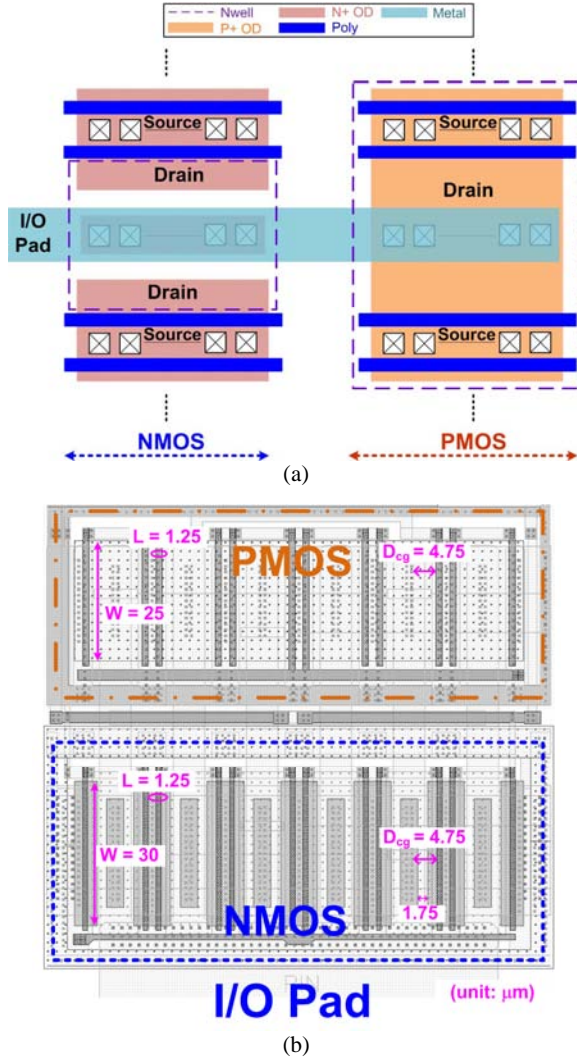 Nwell N+ OD Metal
P+ OD Poly
Source Source
Drain Drain
I/O
Pad
Drain
Source Source
NMOS PMOS
(a)
L = 1.25
PMOS
D_cg = 4.75
W = 25
L = 1.25
W = 30
D_cg = 4.75
1.75
NMOS
PIN
I/O Pad
(unit: μm)
(b)